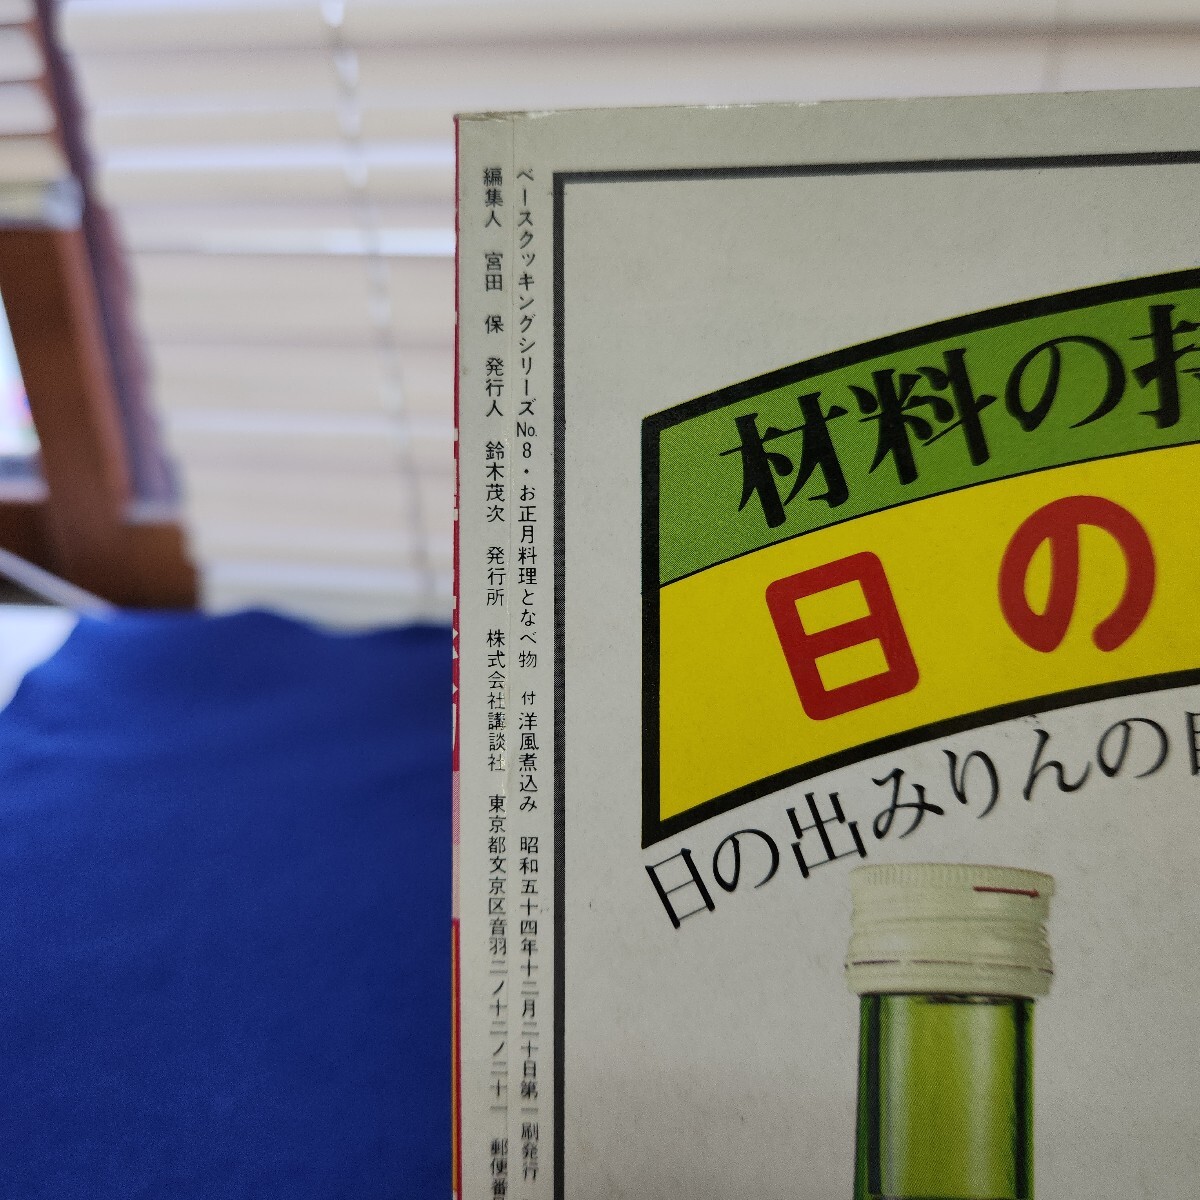 ベースクッキングシリーズNo.8・お正月料理となべ物 付 洋風煮込み 昭和五十四年十二月二十日第一刷発行
編集人 宮田 保 発行人 鈴木茂次 発行所 株式会社講談社 東京都文京区音羽二ノ十二ノ二十一 郵便番
材料の持
日の
日の出みりんの